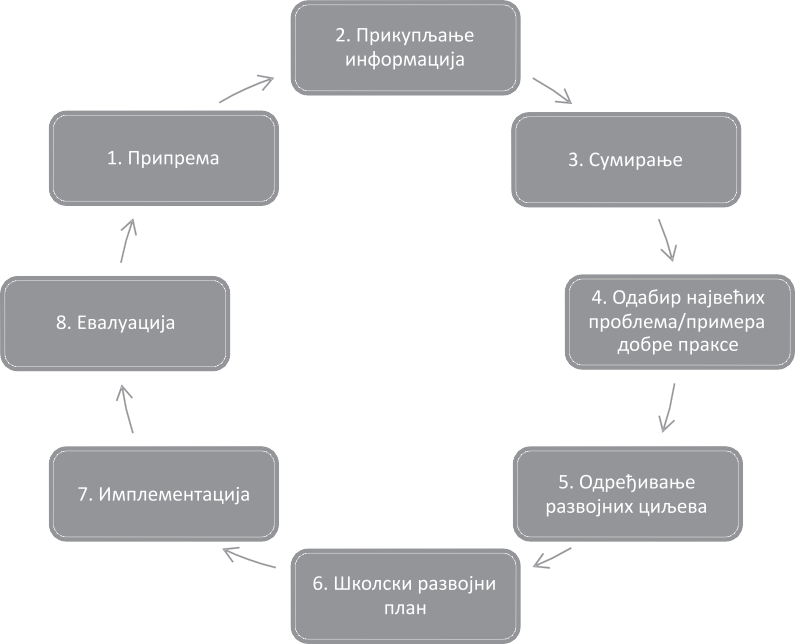 1. Припрема
2. Прикупљање
информација
3. Сумирање
4. Одабир највећих
проблема/примера
добре праксе
5. Одређивање
развојних циљева
6. Школски развојни
план
7. Имплементација
8. Евалуација